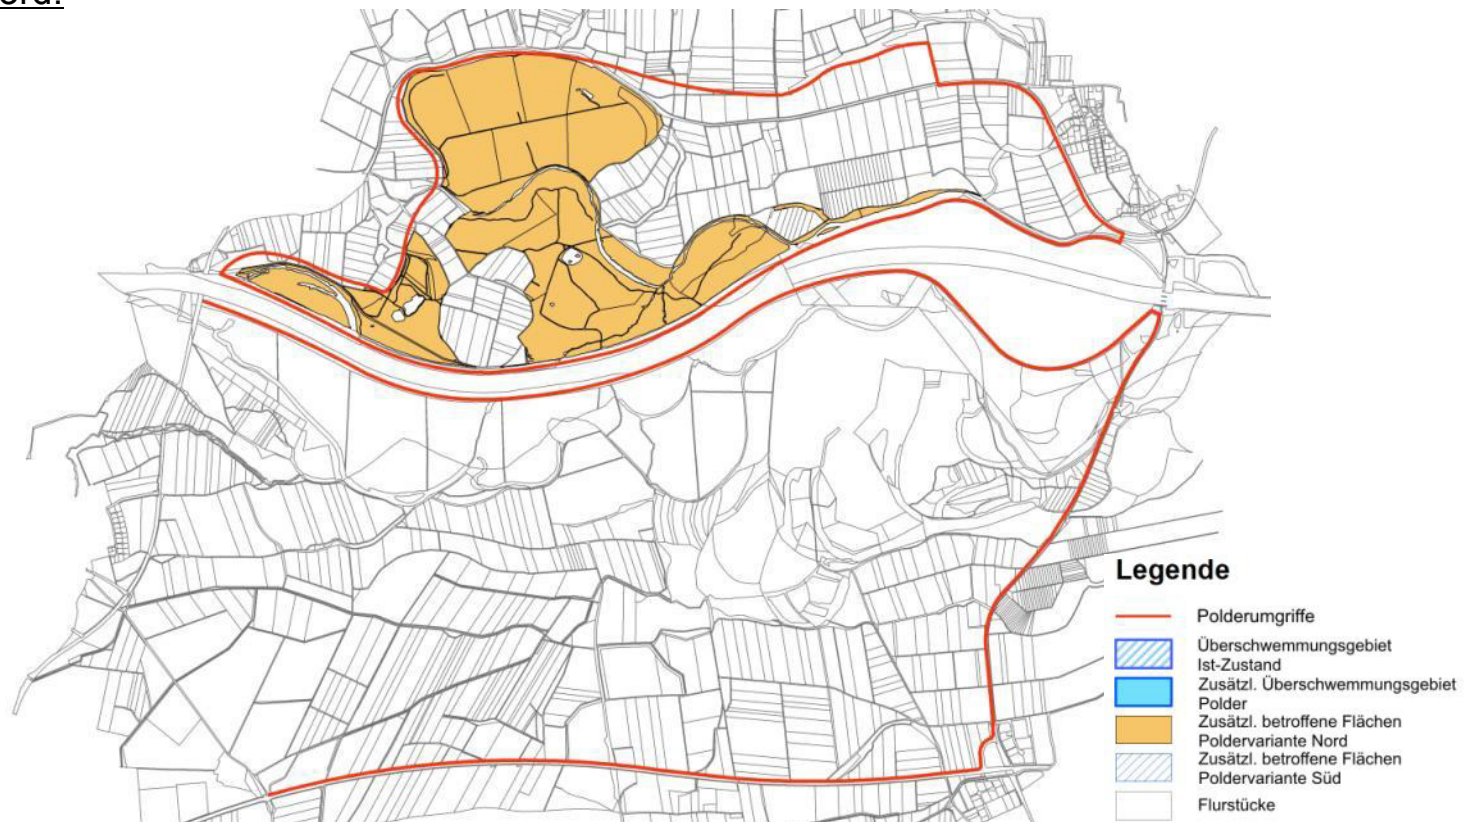 ord:
Legende
Polderumgriffe
Überschwemmungsgebiet
Ist-Zustand
Zusätzl. Überschwemmungsgebiet
Polder
Zusätzl. betroffene Flächen
Poldervariante Nord
Zusätzl. betroffene Flächen
Poldervariante Süd
Flurstücke